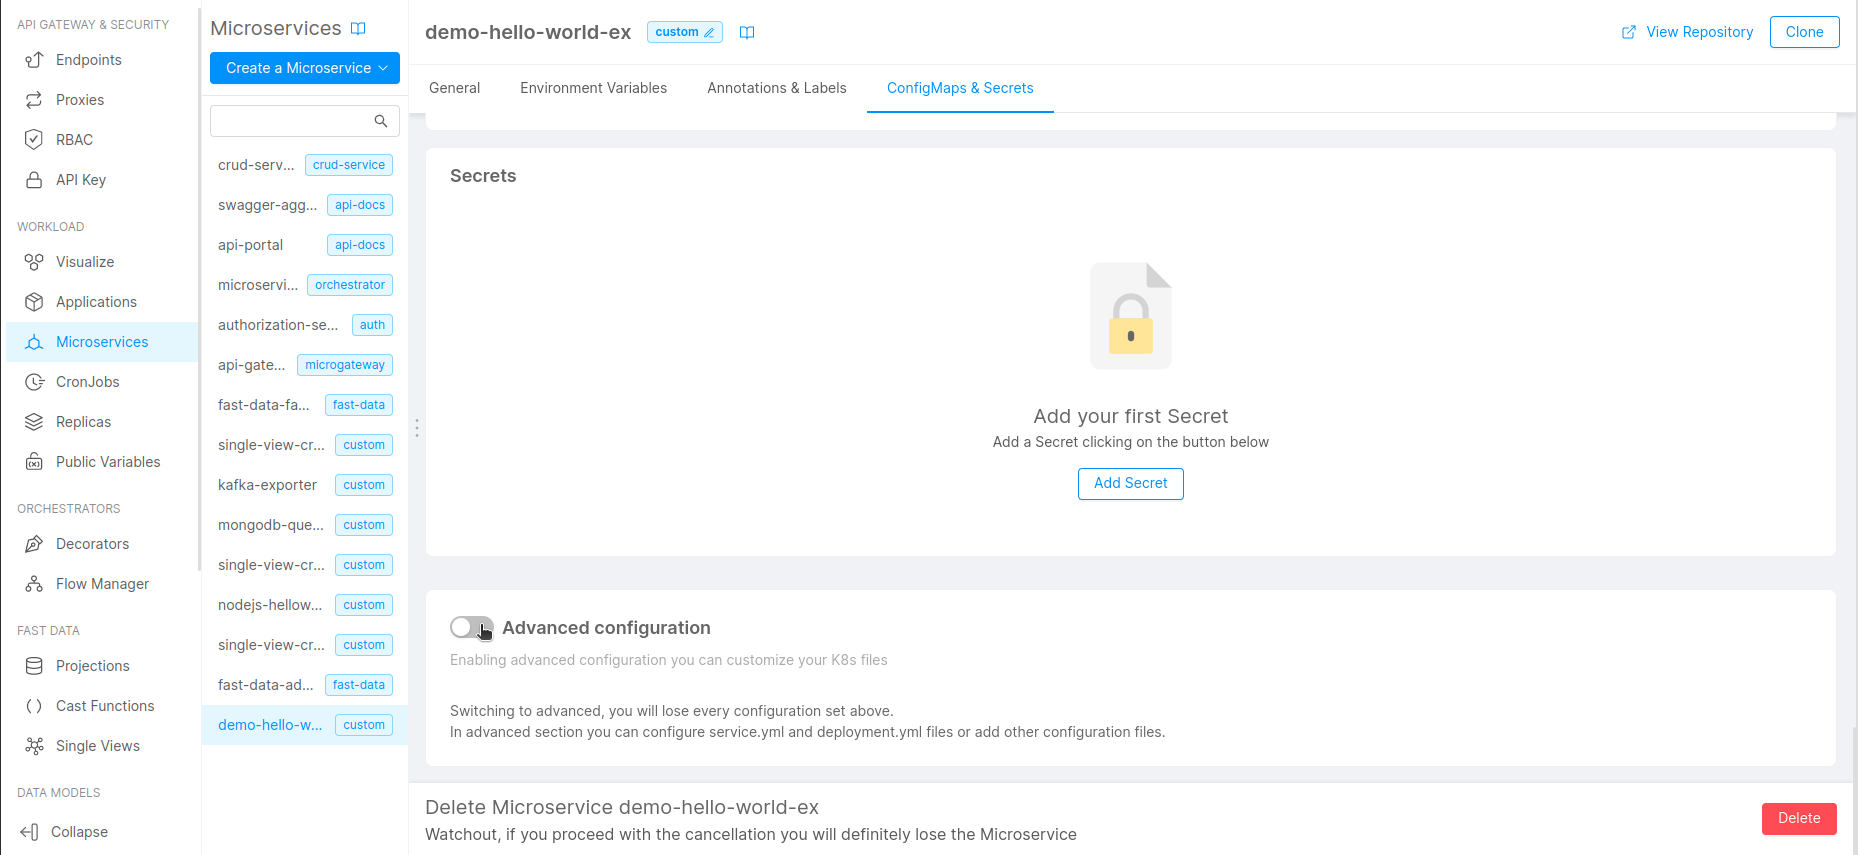 API GATEWAY & SECURITY
Endpoints
Proxies
RBAC
API Key
WORKLOAD
Visualize
Applications
Microservices
CronJobs
Replicas
Public Variables
ORCHESTRATORS
Decorators
Flow Manager
FAST DATA
Projections
Cast Functions
Single Views
DATA MODELS
Collapse
Microservices
Create a Microservice
crud-serv... crud-service
swagger-agg... api-docs
api-portal api-docs
microservi... orchestrator
authorization-se... auth
api-gate... microgateway
fast-data-fa... fast-data
single-view-cr... custom
kafka-exporter custom
mongodb-que... custom
single-view-cr... custom
nodejs-hellow... custom
single-view-cr... custom
fast-data-ad... fast-data
demo-hello-w... custom
demo-hello-world-ex custom
View Repository
Clone
General Environment Variables Annotations & Labels ConfigMaps & Secrets
Secrets
Add your first Secret
Add a Secret clicking on the button below
Add Secret
Advanced configuration
Enabling advanced configuration you can customize your K8s files
Switching to advanced, you will lose every configuration set above.
In advanced section you can configure service.yml and deployment.yml files or add other configuration files.
Delete Microservice demo-hello-world-ex
Watchout, if you proceed with the cancellation you will definitely lose the Microservice
Delete